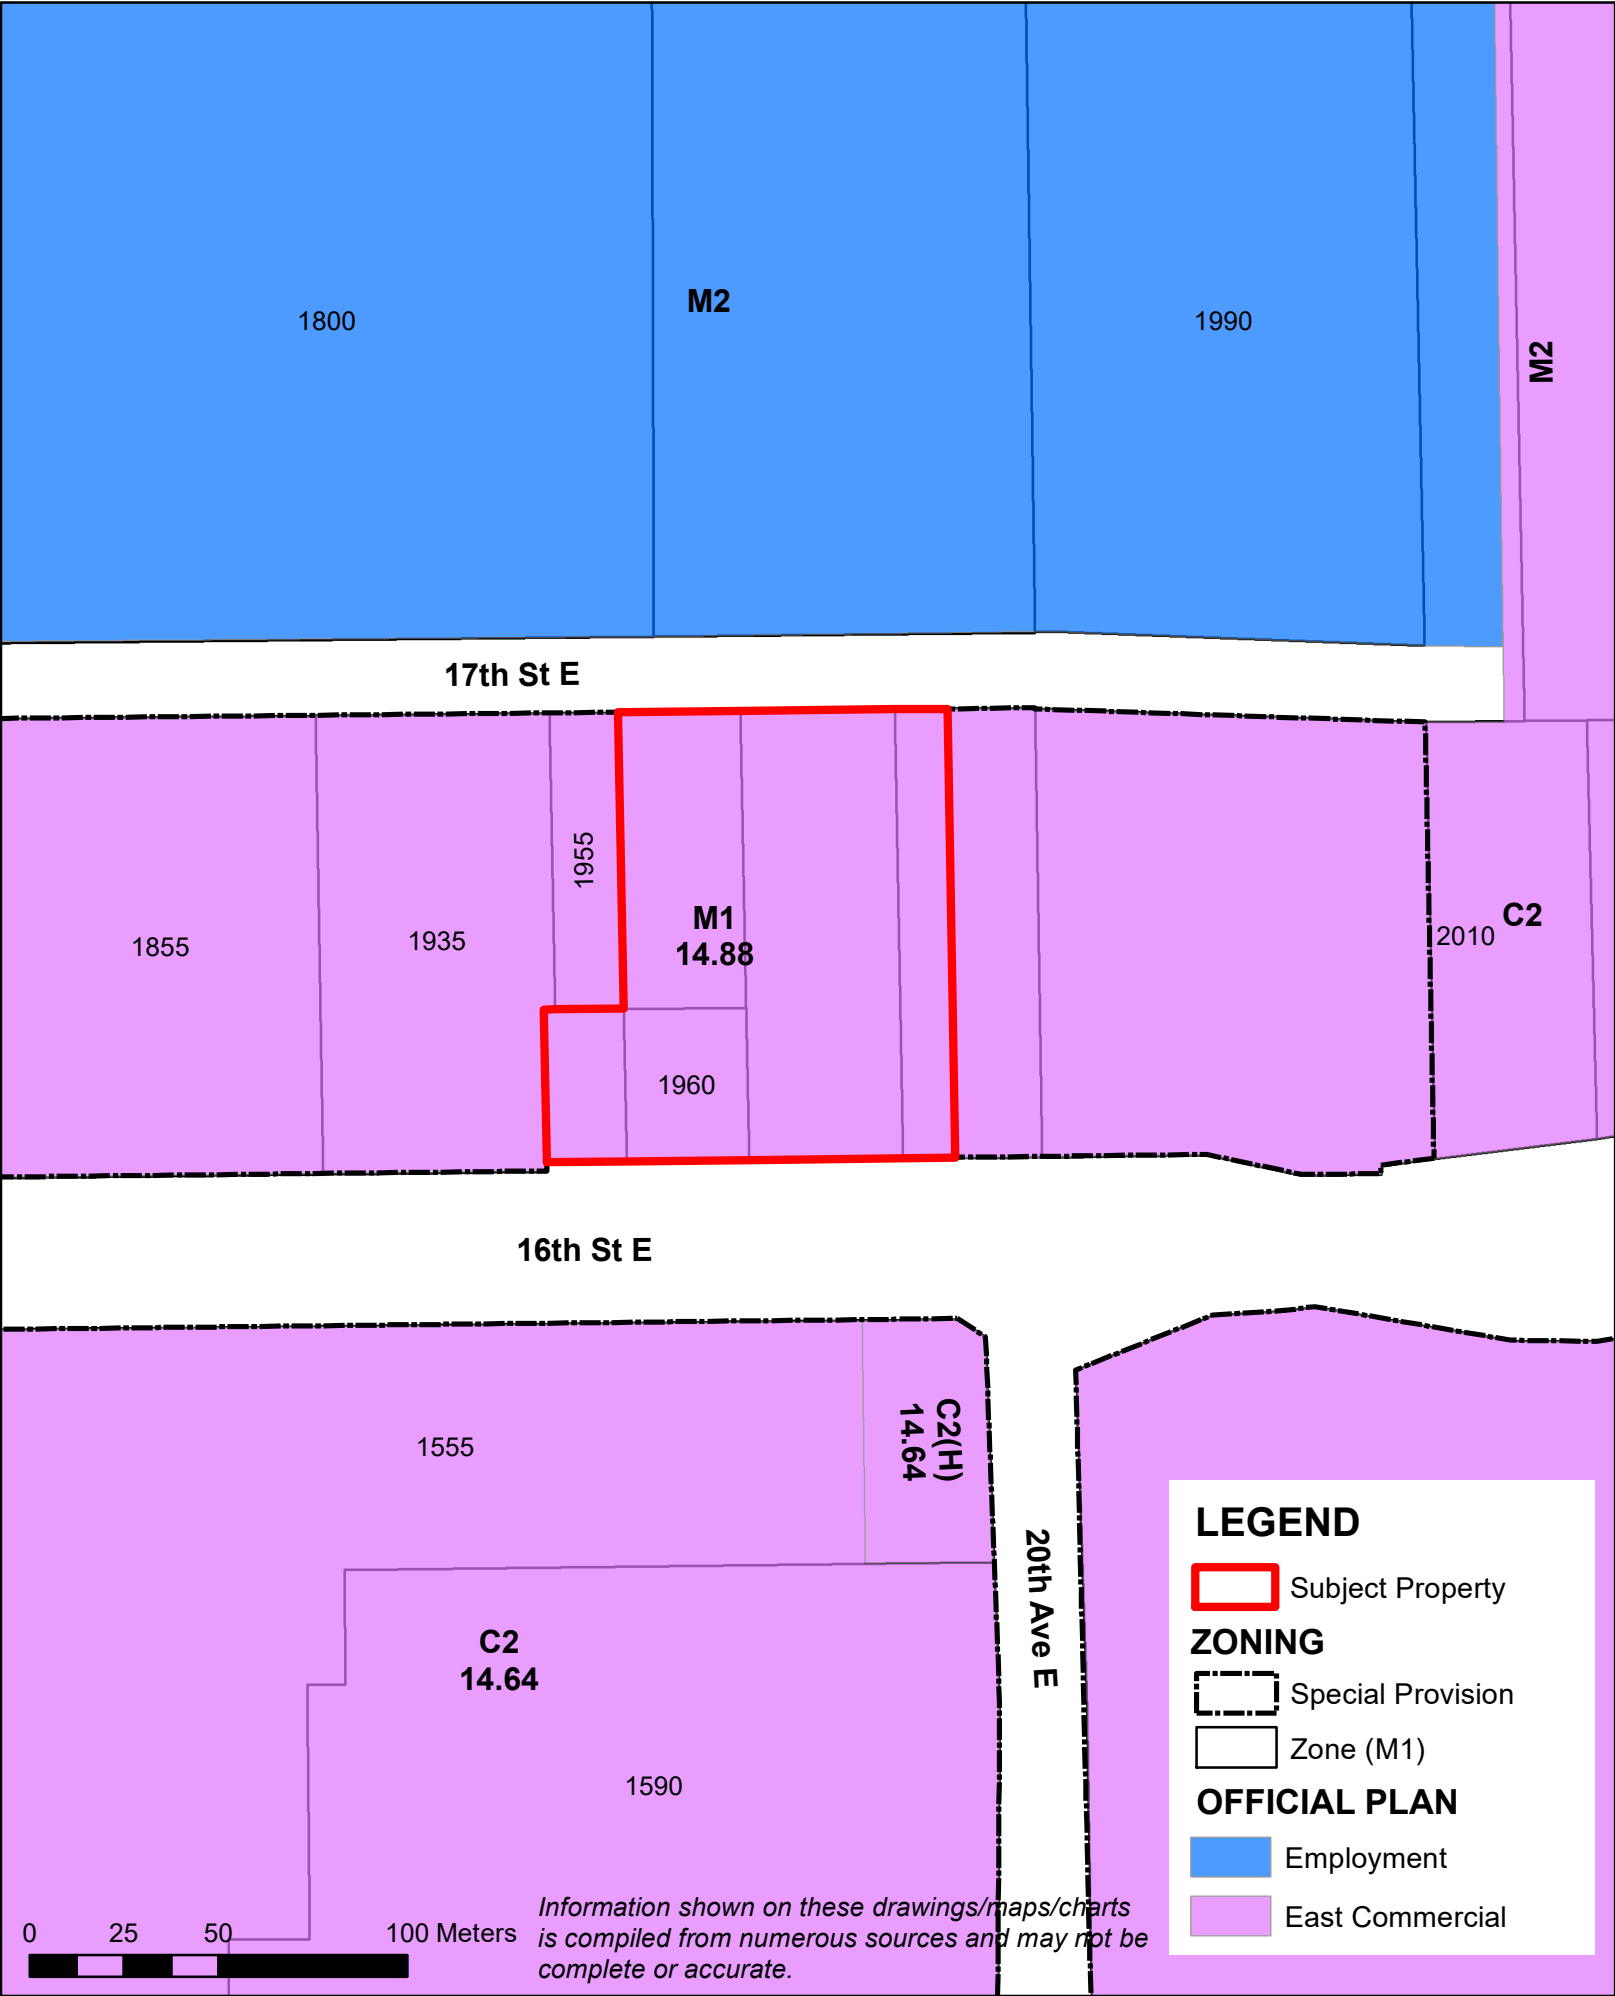 1800
M2
1990
M2
17th St E
1955
M1
14.88
1855
1935
2010
C2
1960
16th St E
1555
C2(H)
14.64
20th Ave E
C2
14.64
1590
LEGEND
Subject Property
ZONING
Special Provision
Zone (M1)
OFFICIAL PLAN
Employment
East Commercial
0 25 50 100 Meters
Information shown on these drawings/maps/charts
is compiled from numerous sources and may not be
complete or accurate.